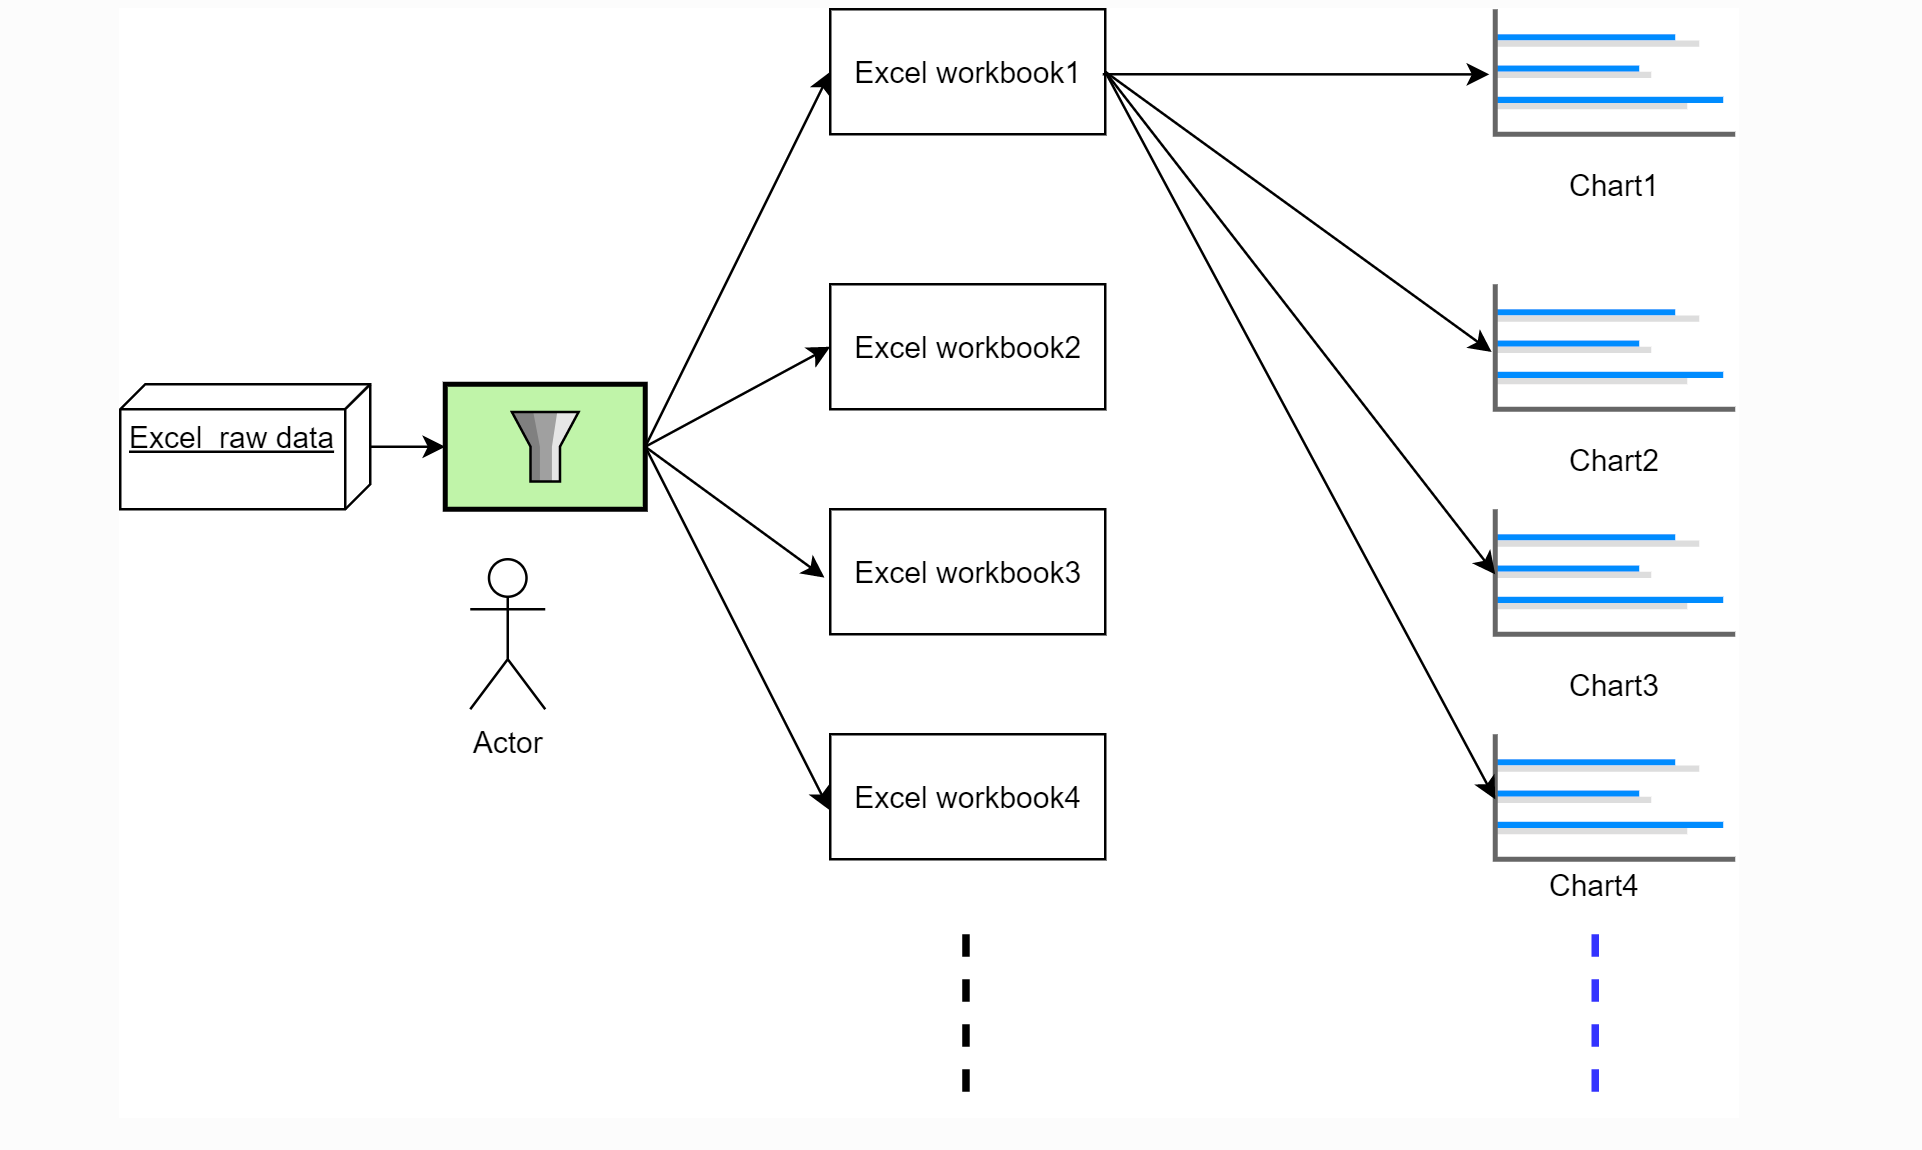 Excel workbook1
Chart1
Excel workbook2
Excel  raw data
Chart2
Excel workbook3
Chart3
Actor
Excel workbook4
Chart4